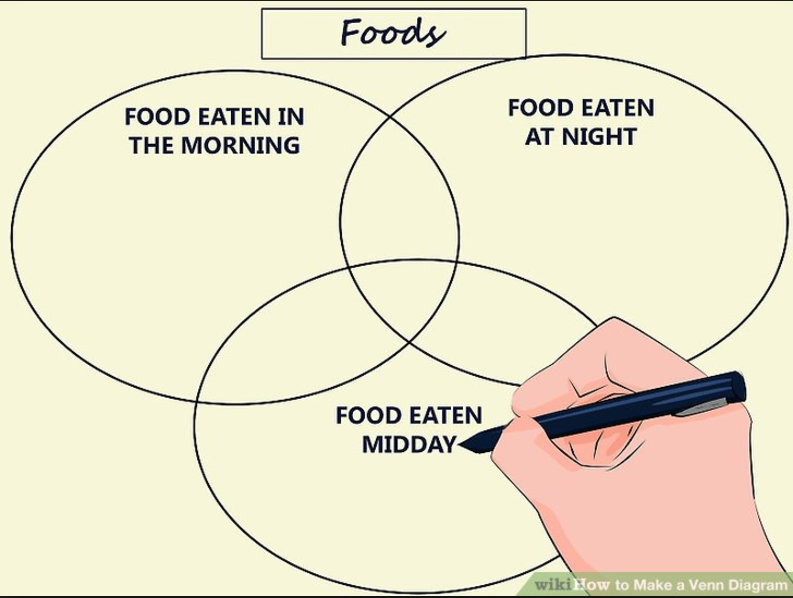 Foods
FOOD EATEN IN
THE MORNING
FOOD EATEN
AT NIGHT
FOOD EATEN
MIDDAY
wikiHow to Make a Venn Diagram